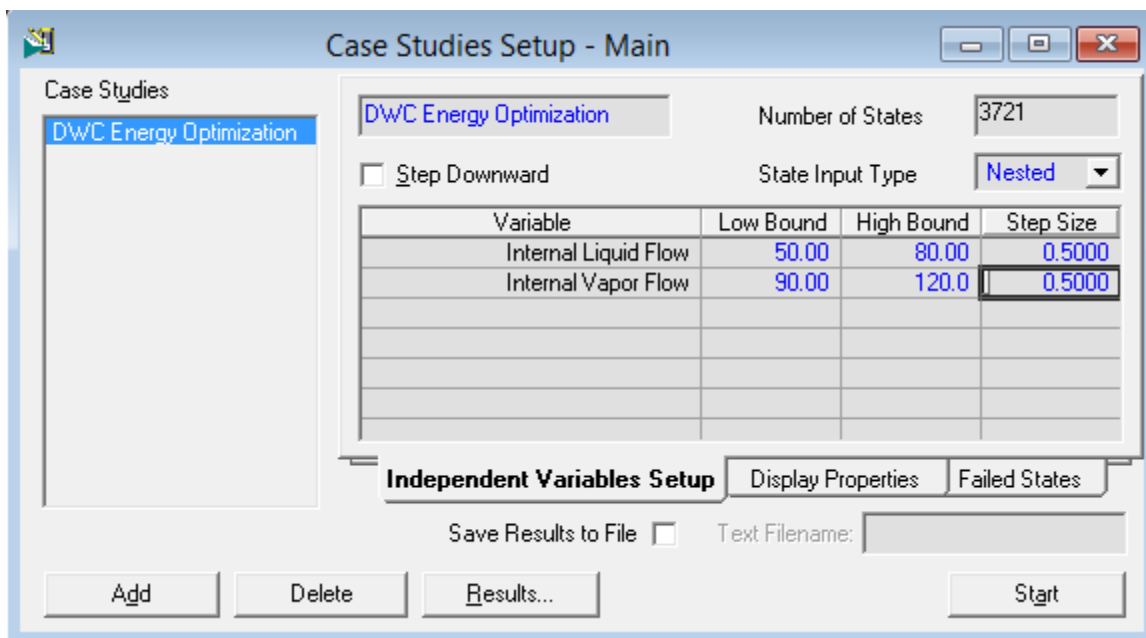 Case Studies Setup - Main
Case Studies
DWC Energy Optimization
DWC Energy Optimization
Number of States
3721
Step Downward
State Input Type
Nested
Variable Low Bound High Bound Step Size
Internal Liquid Flow 50.00 80.00 0.5000
Internal Vapor Flow 90.00 120.0 0.5000
Independent Variables Setup Display Properties Failed States
Save Results to File Text Filename:
Add Delete Results... Start